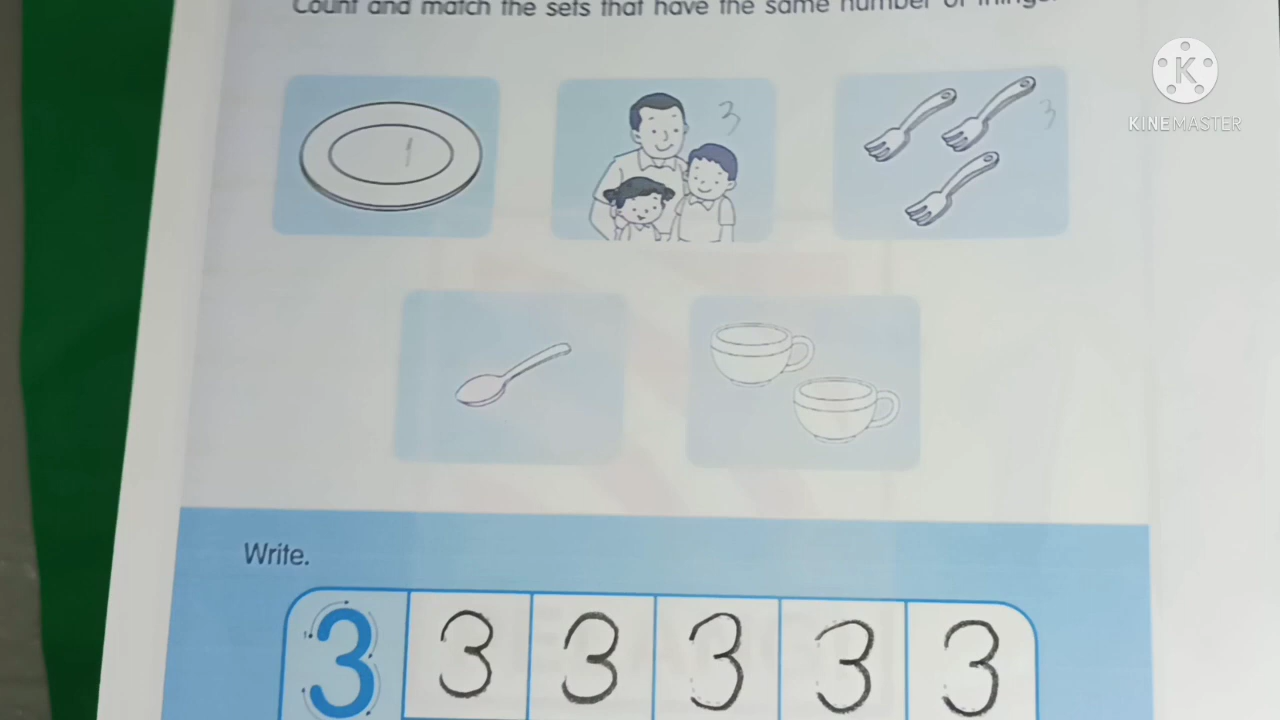 Count and match the sets that have the same number of things.
1
3
3
KINEMASTER
Write.
3 3 3 3 3 3